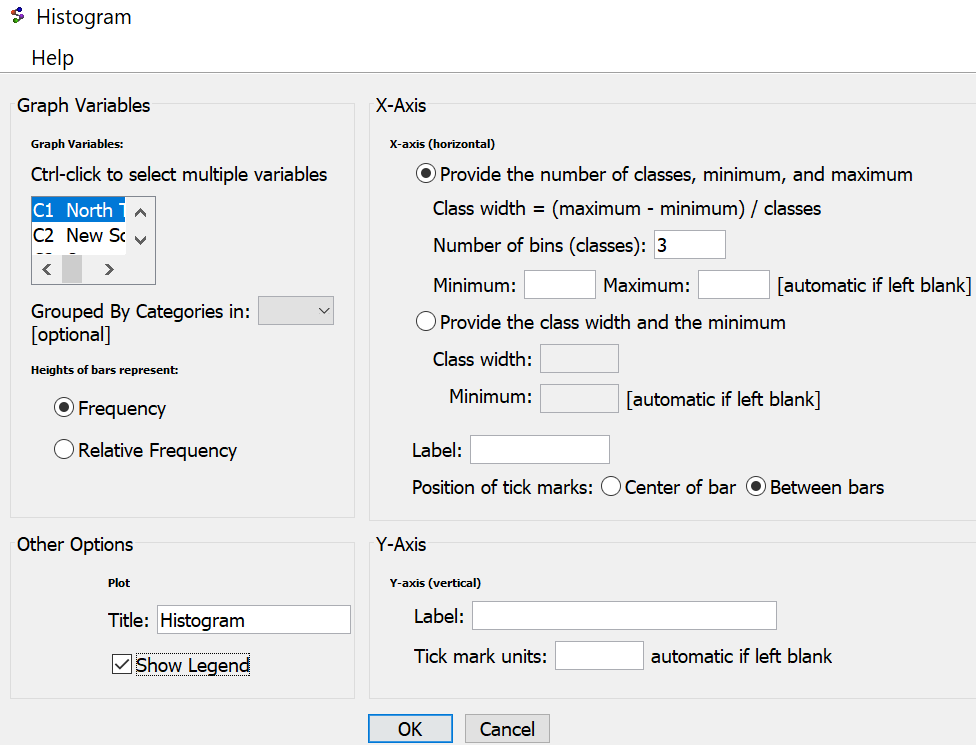 Histogram
Help
Graph Variables
Graph Variables:
Ctrl-click to select multiple variables
C1 North
C2 New Sc
Grouped By Categories in:
[optional]
Heights of bars represent:
Frequency
Relative Frequency
X-Axis
X-axis (horizontal)
Provide the number of classes, minimum, and maximum
Class width = (maximum - minimum) / classes
Number of bins (classes): 3
Minimum: Maximum: [automatic if left blank]
Provide the class width and the minimum
Class width:
Minimum: [automatic if left blank]
Label:
Position of tick marks: Center of bar Between bars
Other Options
Plot
Title: Histogram
Show Legend
Y-Axis
Y-axis (vertical)
Label:
Tick mark units: automatic if left blank
OK Cancel